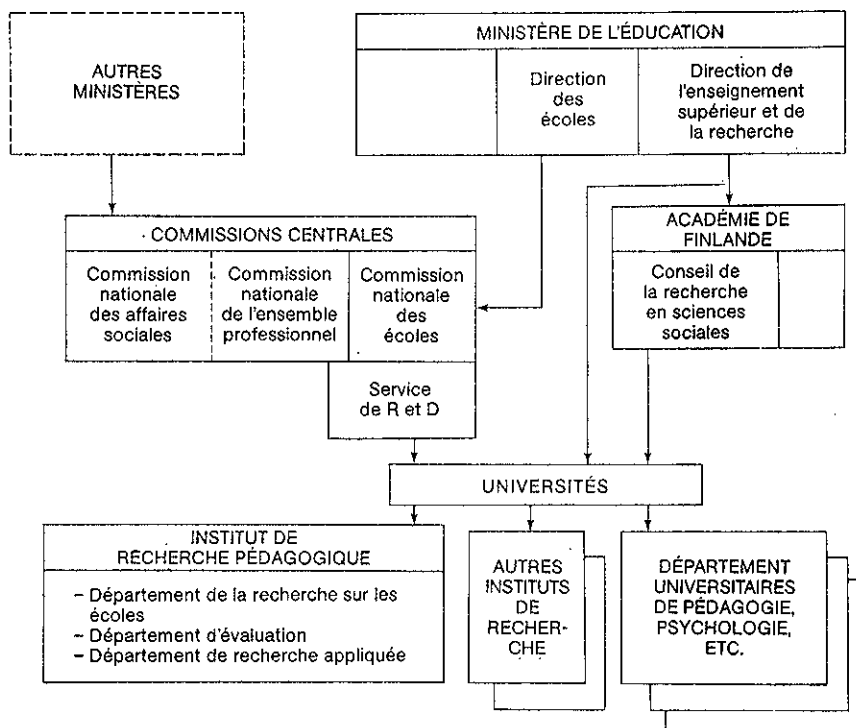 AUTRES
MINISTÈRES
MINISTÈRE DE L'ÉDUCATION
Direction
des
écoles
Direction de
l'enseignement
supérieur et de
la recherche
COMMISSIONS CENTRALES
Commission
nationale
des affaires
sociales
Commission
nationale
de l'ensemble
professionnel
Commission
nationale
des
écoles
Service
de R et D
ACADÉMIE DE
FINLANDE
Conseil de
la recherche
en sciences
sociales
UNIVERSITÉS
INSTITUT DE
RECHERCHE PÉDAGOGIQUE
– Département de la recherche sur les
écoles
– Département d'évaluation
– Département de recherche appliquée
AUTRES
INSTITUTS
DE
RECHER-
CHE
DÉPARTEMENT
UNIVERSITAIRES
DE PÉDAGOGIE,
PSYCHOLOGIE,
ETC.